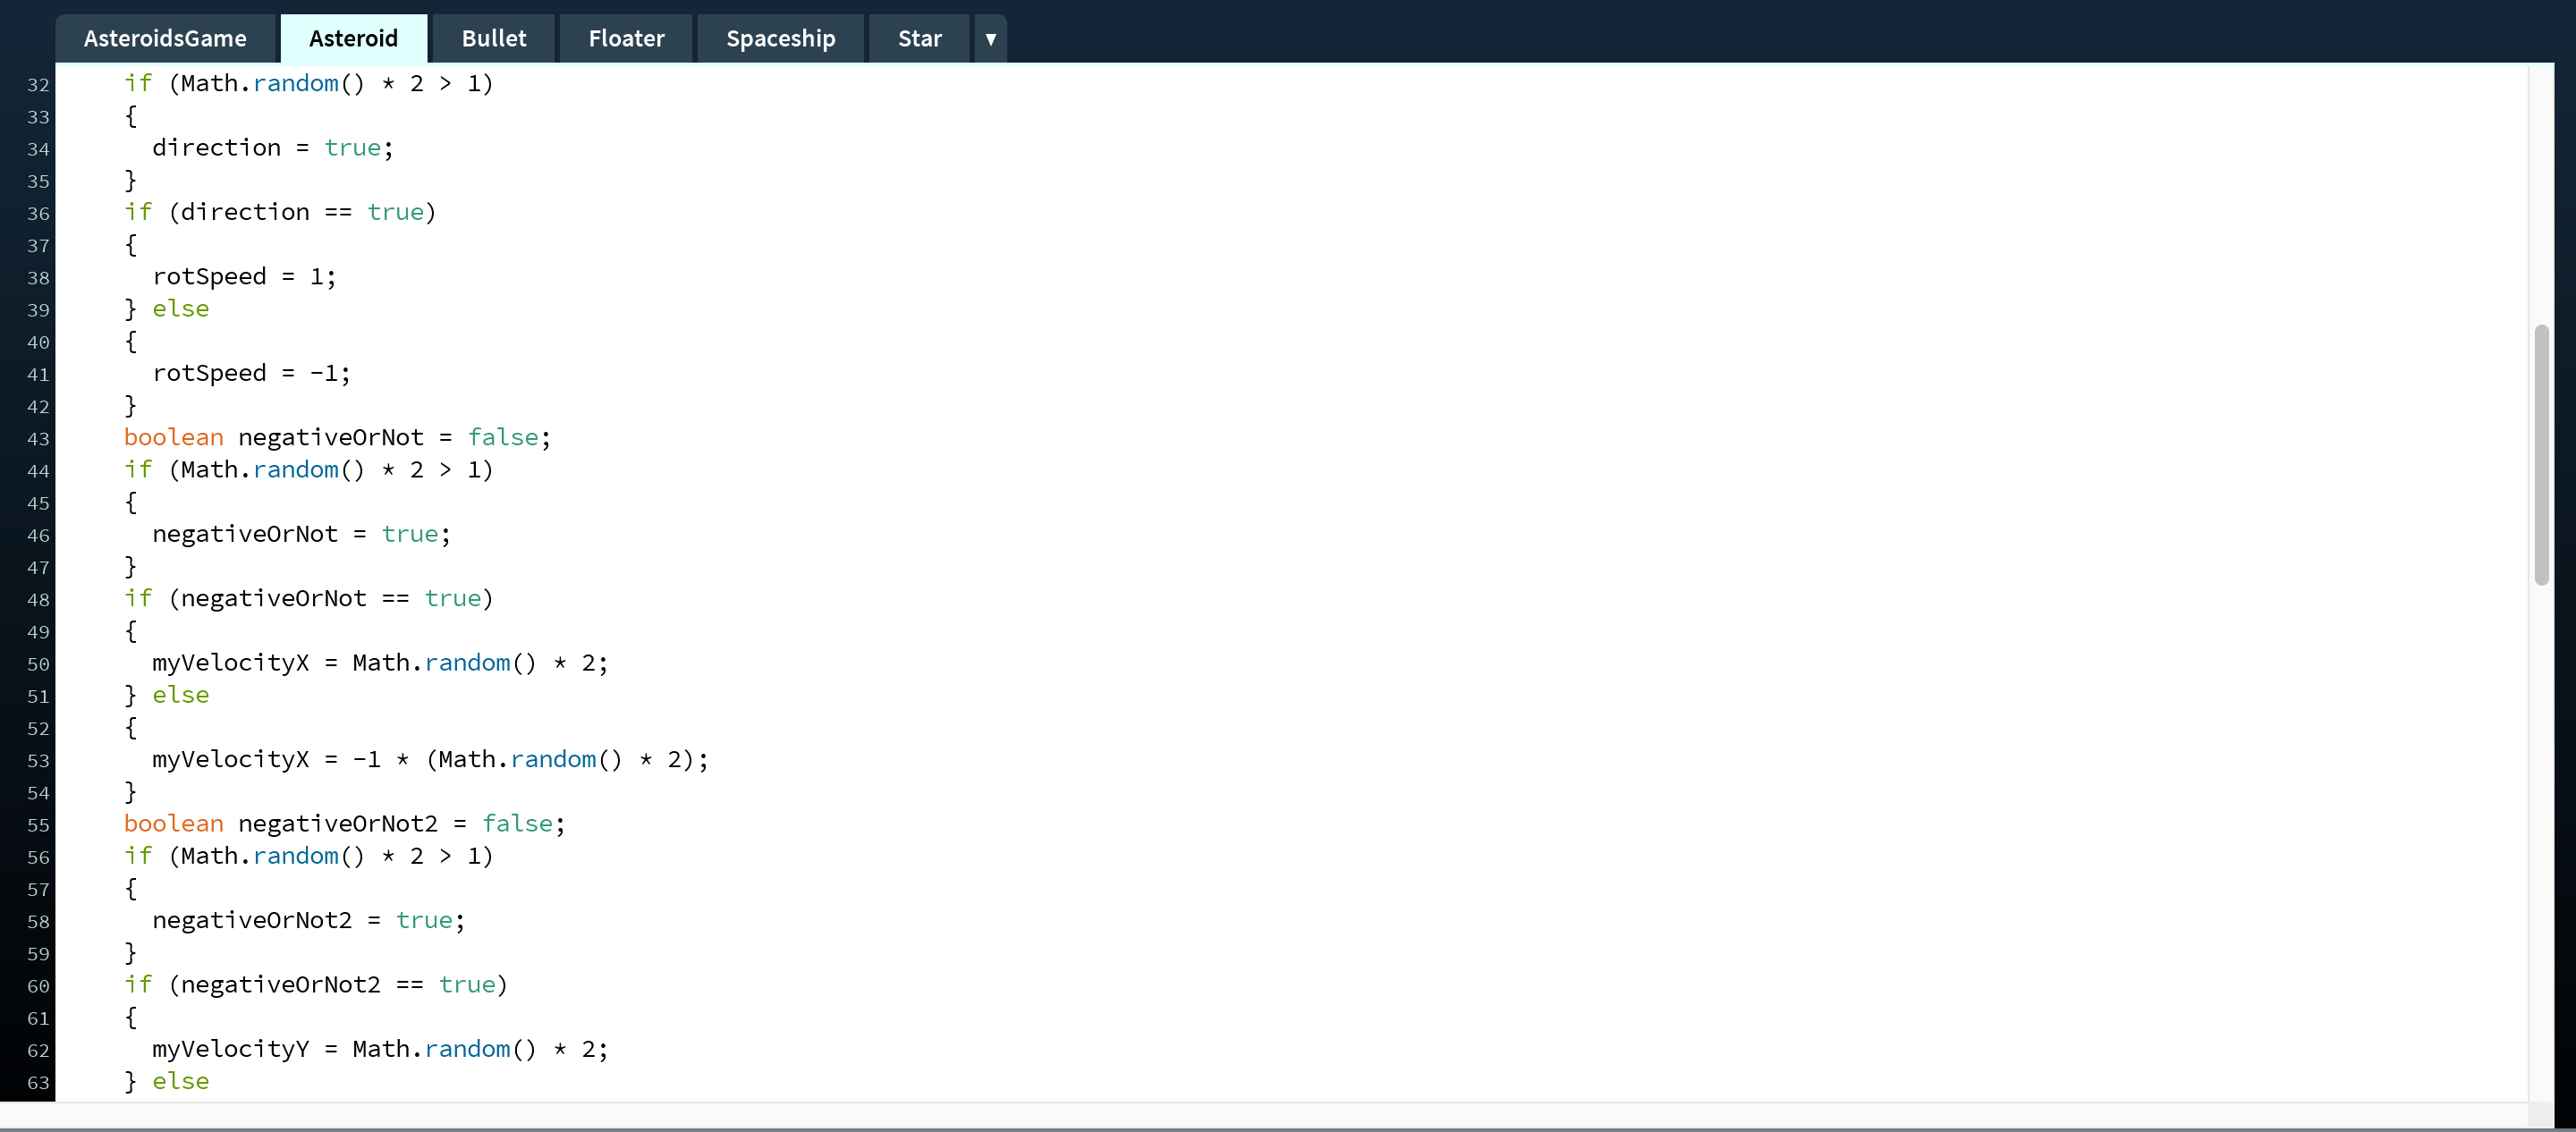 AsteroidsGame Asteroid Bullet Floater Spaceship Star ▼
32 if (Math.random() * 2 > 1)
33 {
34 direction = true;
35 }
36 if (direction == true)
37 {
38 rotSpeed = 1;
39 } else
40 {
41 rotSpeed = -1;
42 }
43 boolean negativeOrNot = false;
44 if (Math.random() * 2 > 1)
45 {
46 negativeOrNot = true;
47 }
48 if (negativeOrNot == true)
49 {
50 myVelocityX = Math.random() * 2;
51 } else
52 {
53 myVelocityX = -1 * (Math.random() * 2);
54 }
55 boolean negativeOrNot2 = false;
56 if (Math.random() * 2 > 1)
57 {
58 negativeOrNot2 = true;
59 }
60 if (negativeOrNot2 == true)
61 {
62 myVelocityY = Math.random() * 2;
63 } else